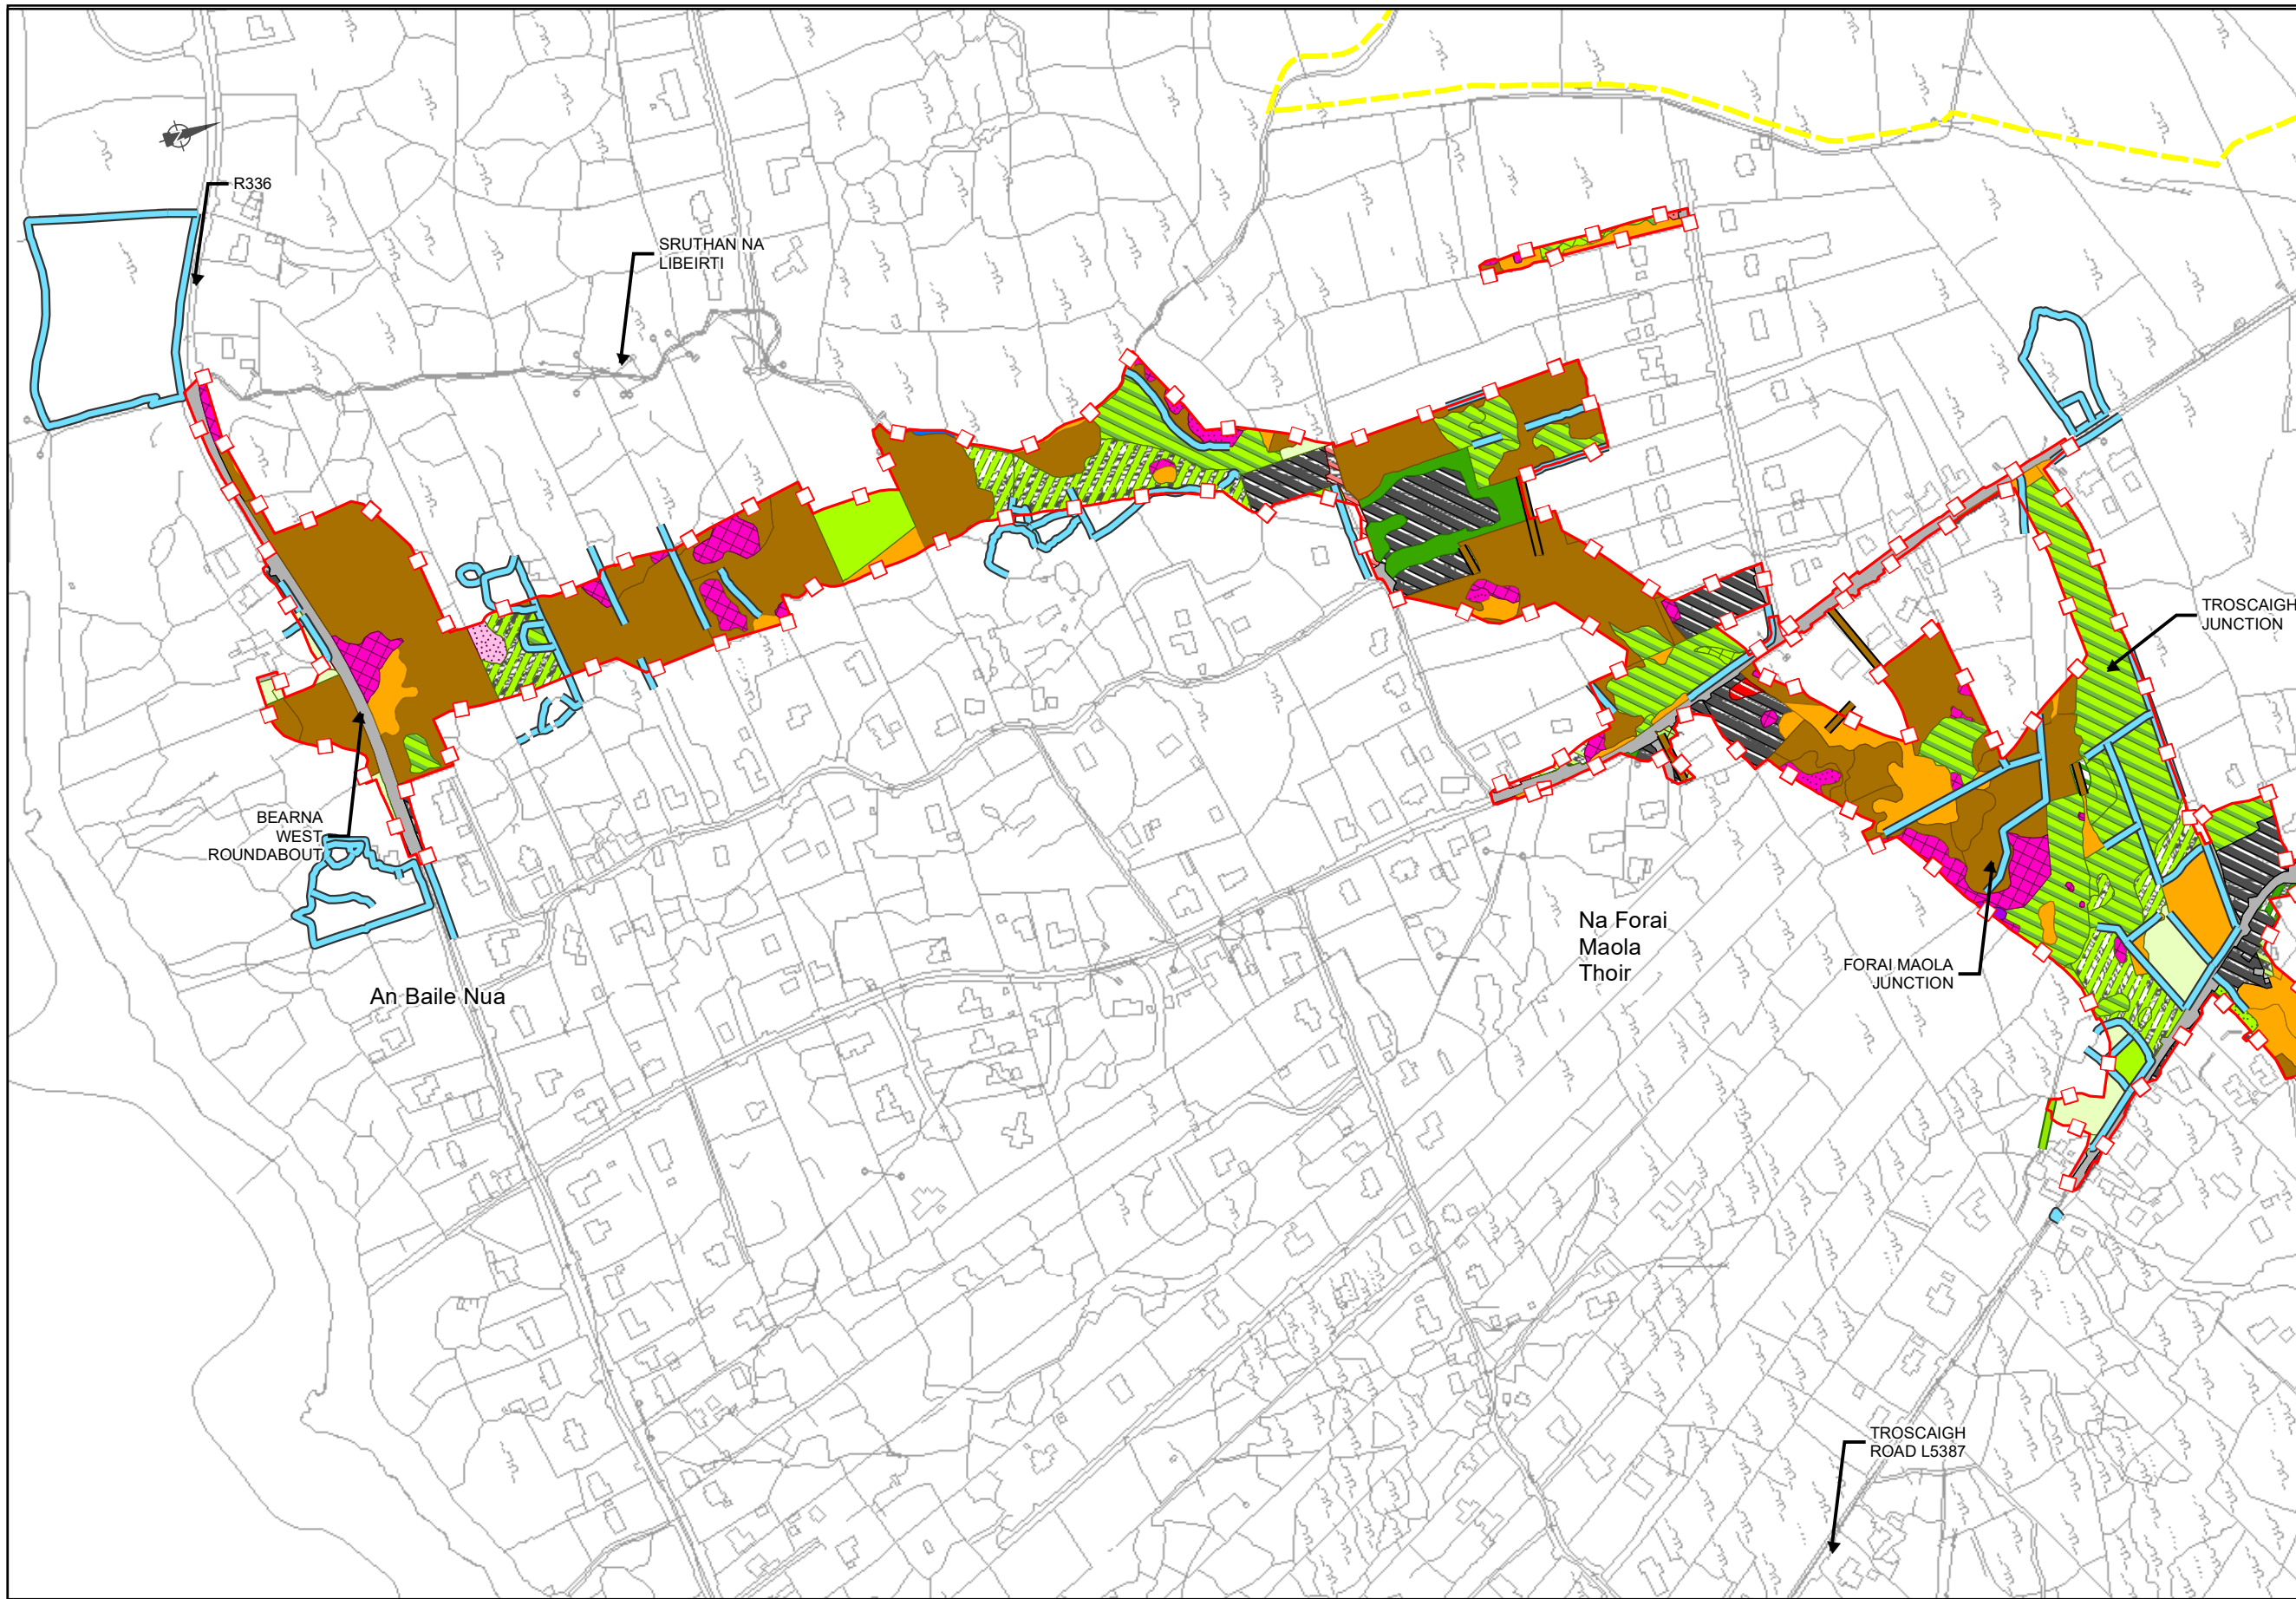 R336
SRUTHAN NA
LIBEIRTI
TROSCAIGH
JUNCTION
BEARNA
WEST
ROUNDABOUT
Na Forai
Maola
Thoir
FORAI MAOLA
JUNCTION
An Baile Nua
TROSCAIGH
ROAD L5387